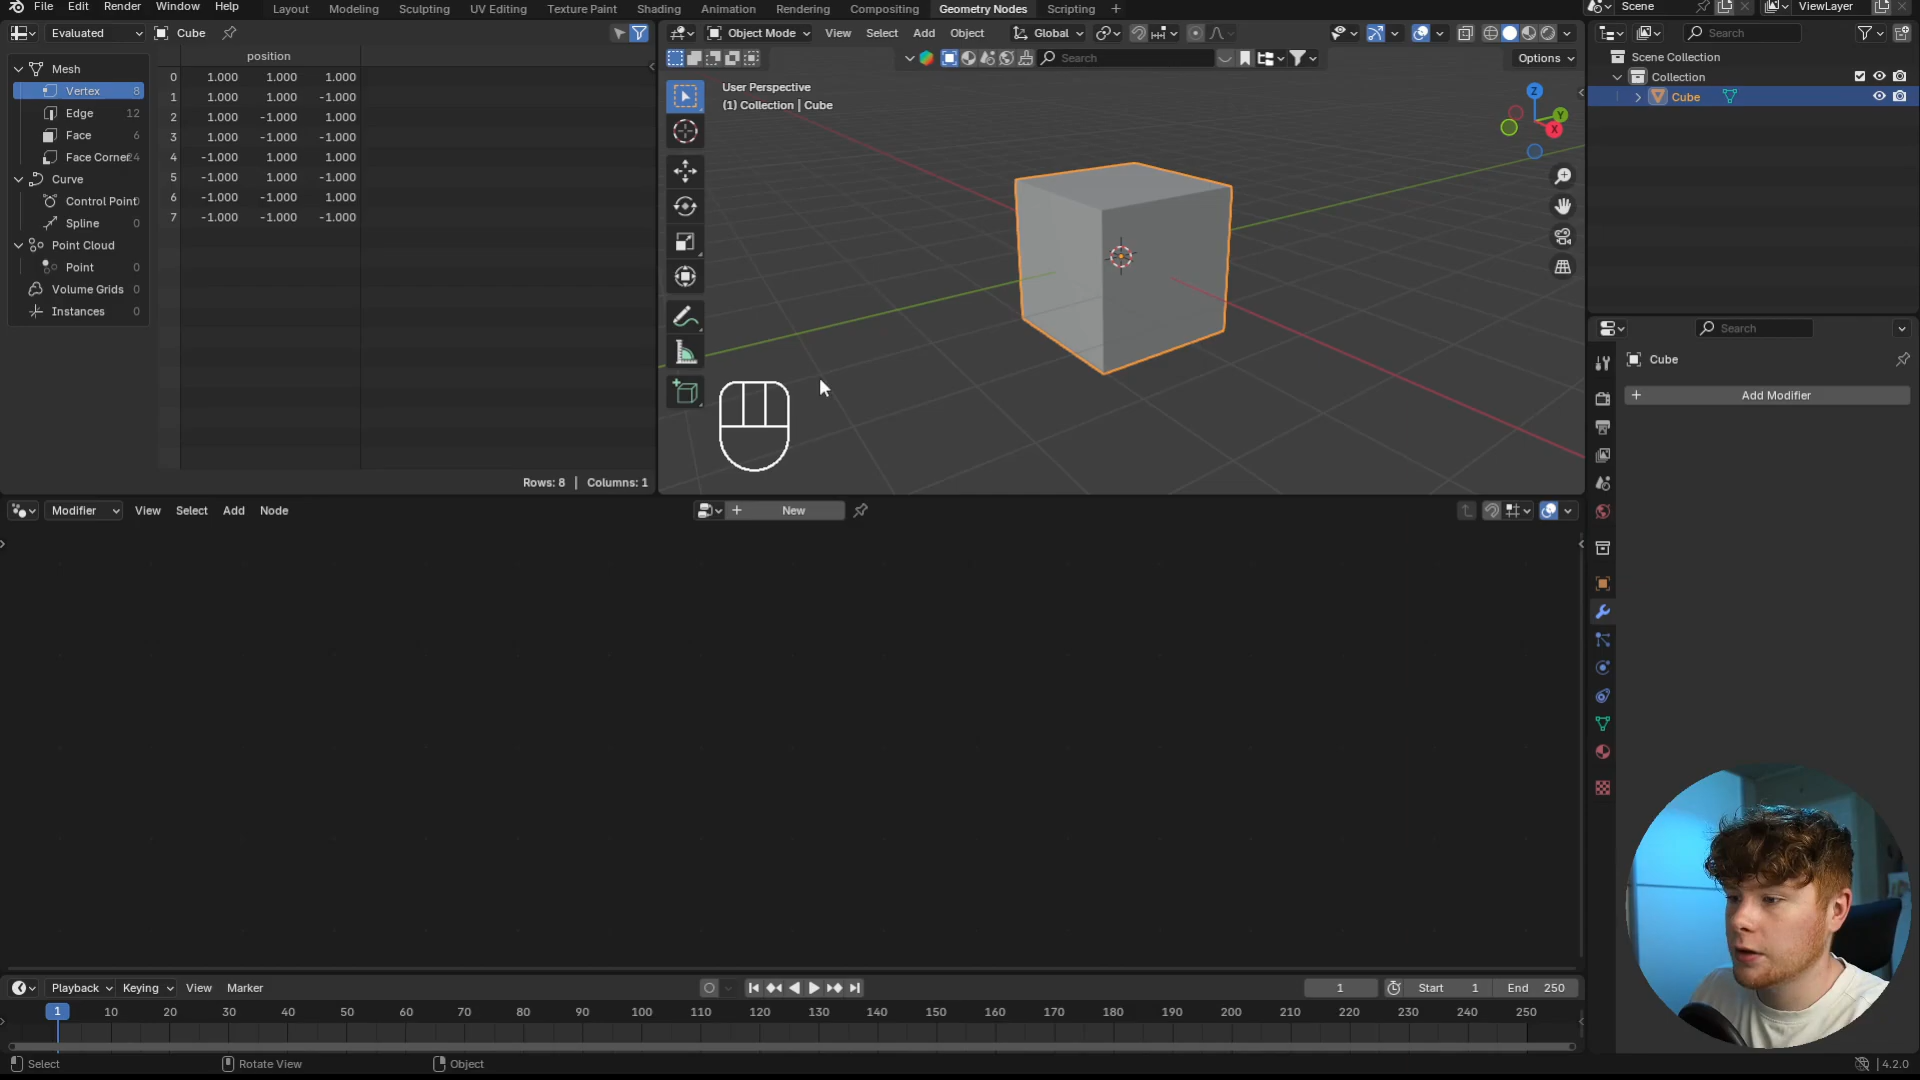 File Edit Render Window Help Layout Modeling Sculpting UV Editing Texture Paint Shading Animation Rendering Compositing Geometry Nodes Scripting + Scene ViewLayer
Evaluated Cube
position
Mesh
Vertex 8
Edge 12
Face 6
Face Corner 24
Curve
Control Point 0
Spline 0
Point Cloud
Point 0
Volume Grids 0
Instances 0
0 1.000 1.000 1.000
1 1.000 1.000 -1.000
2 1.000 -1.000 1.000
3 1.000 -1.000 -1.000
4 -1.000 1.000 1.000
5 -1.000 1.000 -1.000
6 -1.000 -1.000 1.000
7 -1.000 -1.000 -1.000
Rows: 8 | Columns: 1
Object Mode View Select Add Object Global
Search Options
User Perspective
(1) Collection | Cube
Z
Y
X
Search
Scene Collection
Collection
Cube
Search
Cube
+ Add Modifier
Modifier View Select Add Node + New
Playback Keying View Marker 1 Start 1 End 250
1 10 20 30 40 50 60 70 80 90 100 110 120 130 140 150 160 170 180 190 200 210 220 230 240 250
Select Rotate View Object 4.2.0